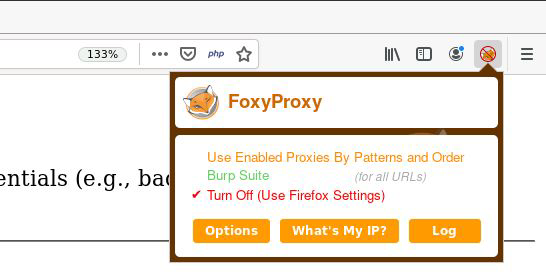 133%
php
FoxyProxy
entials (e.g., bac
Use Enabled Proxies By Patterns and Order
Burp Suite (for all URLs)
✔ Turn Off (Use Firefox Settings)
Options What's My IP? Log